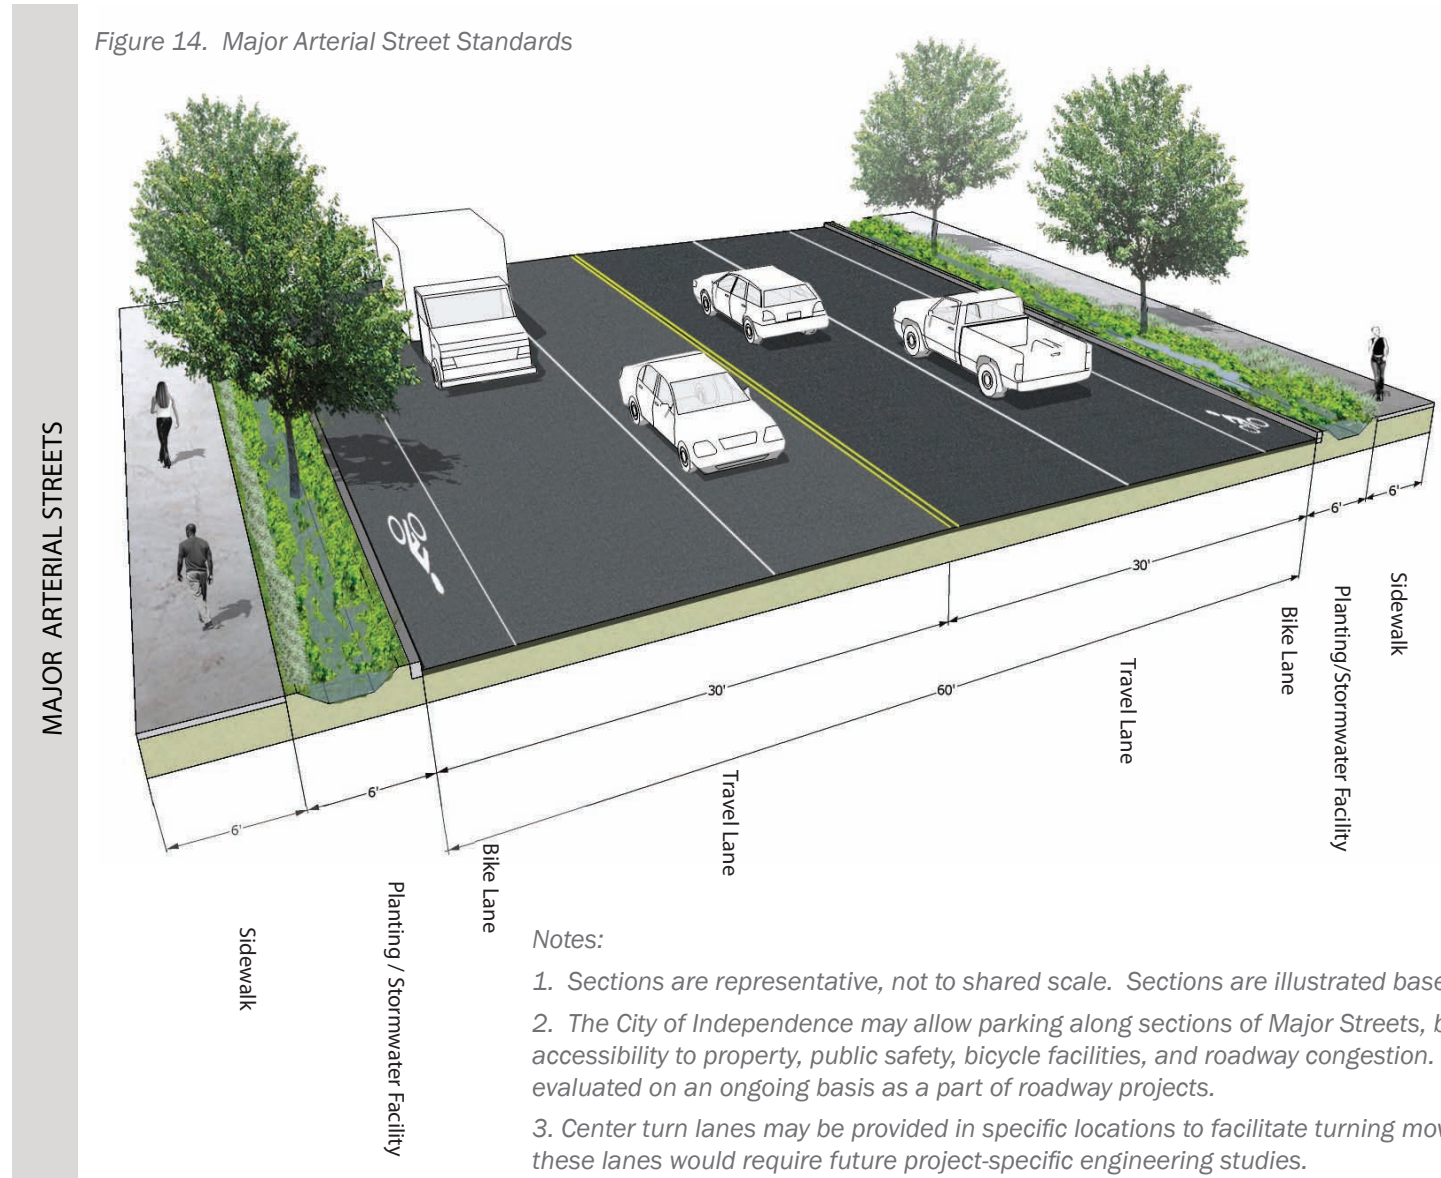 Figure 14.  Major Arterial Street Standards
MAJOR ARTERIAL STREETS
6'
6'
30'
60'
30'
6'
6'
Sidewalk
Planting / Stormwater Facility
Bike Lane
Travel Lane
Travel Lane
Bike Lane
Planting/Stormwater Facility
Sidewalk
Notes:
1.  Sections are representative, not to shared scale.  Sections are illustrated
2.  The City of Independence may allow parking along sections of Major Streets,
accessibility to property, public safety, bicycle facilities, and roadway congestion.
evaluated on an ongoing basis as a part of roadway projects.
3. Center turn lanes may be provided in specific locations to facilitate turning
these lanes would require future project-specific engineering studies.